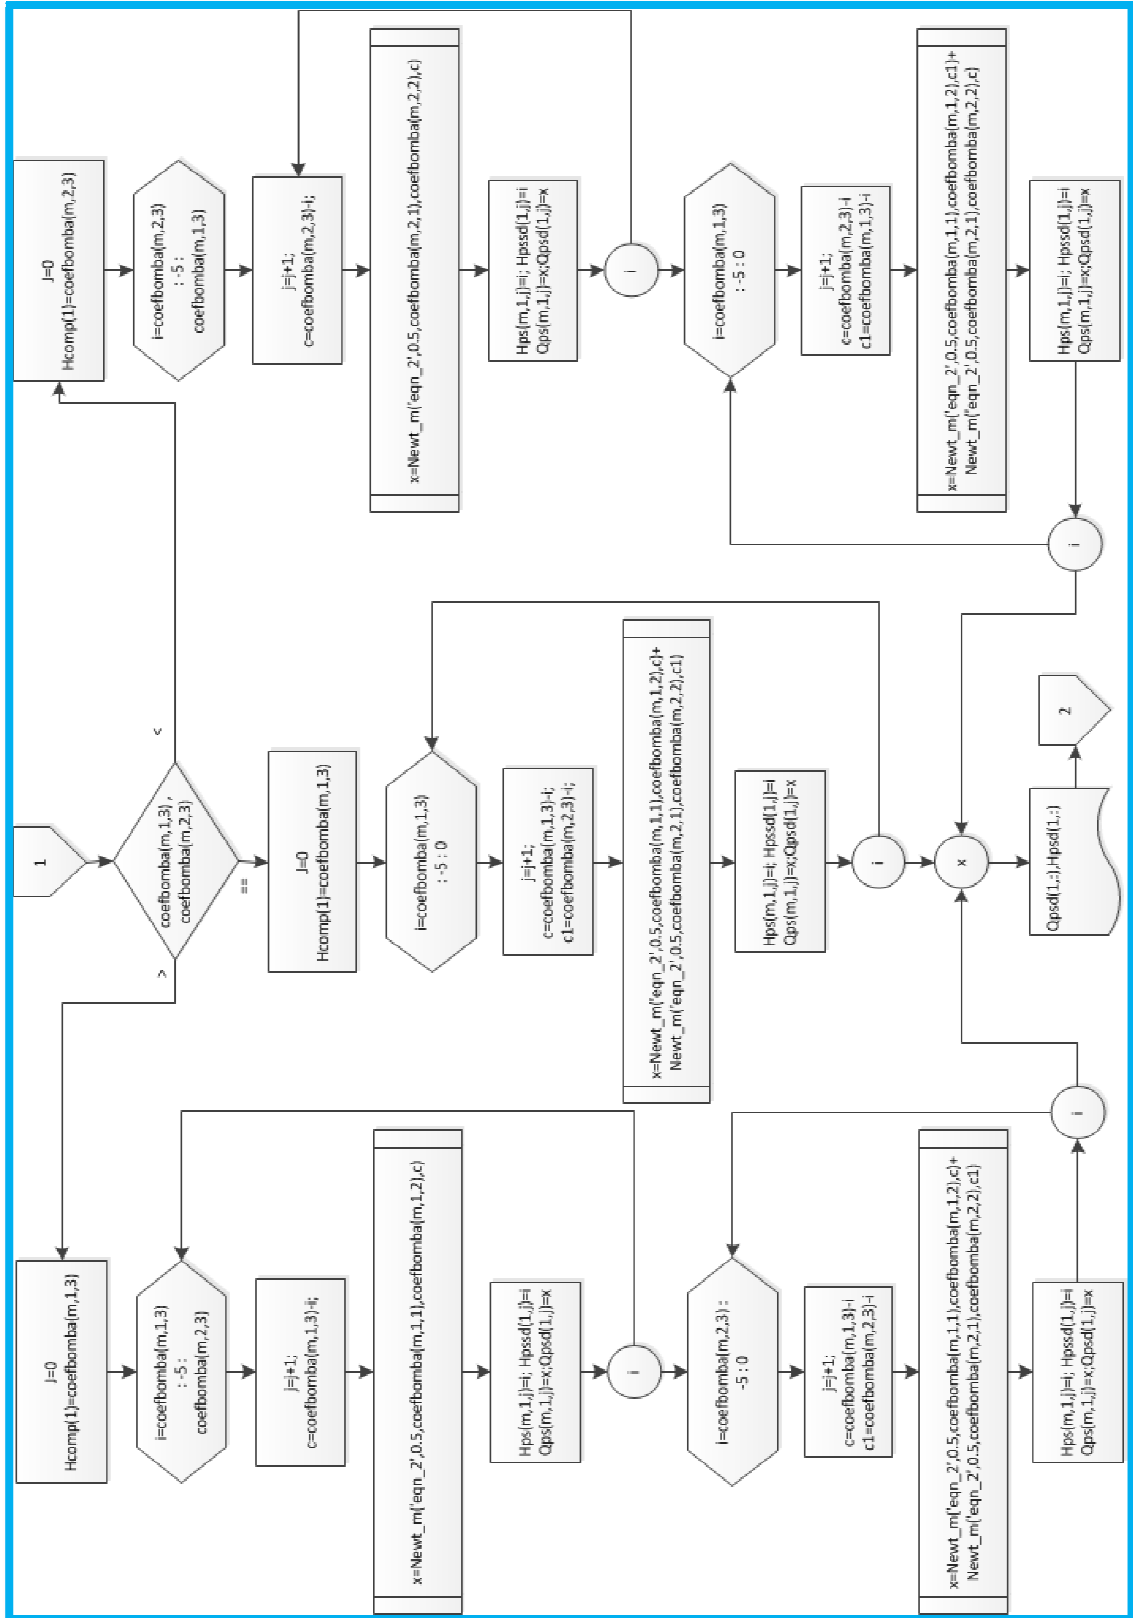 1
coefbomba(m,1,3) ,
coefbomba(m,2,3)
>
==
<
J=0
Hcomp(1)=coefbomba(m,1,3)
i=coefbomba(m,1,3)
: -5 :
coefbomba(m,2,3)
j=j+1;
c=coefbomba(m,1,3)-i;
x=Newt_m('eqn_2',0.5,coefbomba(m,1,1),coefbomba(m,1,2),c)
Hps(m,1,j)=i; Hpssd(1,j)=i
Qps(m,1,j)=x;Qpsd(1,j)=x
i
i=coefbomba(m,2,3) :
-5 : 0
j=j+1;
c=coefbomba(m,1,3)-i
c1=coefbomba(m,2,3)-i
x=Newt_m('eqn_2',0.5,coefbomba(m,1,1),coefbomba(m,1,2),c)+
Newt_m('eqn_2',0.5,coefbomba(m,2,1),coefbomba(m,2,2),c1)
Hps(m,1,j)=i; Hpssd(1,j)=i
Qps(m,1,j)=x;Qpsd(1,j)=x
i
J=0
Hcomp(1)=coefbomba(m,1,3)
i=coefbomba(m,1,3)
: -5 : 0
j=j+1;
c=coefbomba(m,1,3)-i;
c1=coefbomba(m,2,3)-i;
x=Newt_m('eqn_2',0.5,coefbomba(m,1,1),coefbomba(m,1,2),c)+
Newt_m('eqn_2',0.5,coefbomba(m,2,1),coefbomba(m,2,2),c1)
Hps(m,1,j)=i; Hpssd(1,j)=i
Qps(m,1,j)=x;Qpsd(1,j)=x
i
x
Qpsd(1,:),Hpsd(1,:)
2
J=0
Hcomp(1)=coefbomba(m,2,3)
i=coefbomba(m,2,3)
: -5 :
coefbomba(m,1,3)
j=j+1;
c=coefbomba(m,2,3)-i;
x=Newt_m('eqn_2',0.5,coefbomba(m,2,1),coefbomba(m,2,2),c)
Hps(m,1,j)=i; Hpssd(1,j)=i
Qps(m,1,j)=x;Qpsd(1,j)=x
i
i=coefbomba(m,1,3)
: -5 : 0
j=j+1;
c=coefbomba(m,2,3)-i
c1=coefbomba(m,1,3)-i
x=Newt_m('eqn_2',0.5,coefbomba(m,1,1),coefbomba(m,1,2),c1)+
Newt_m('eqn_2',0.5,coefbomba(m,2,1),coefbomba(m,2,2),c)
Hps(m,1,j)=i; Hpssd(1,j)=i
Qps(m,1,j)=x;Qpsd(1,j)=x
i